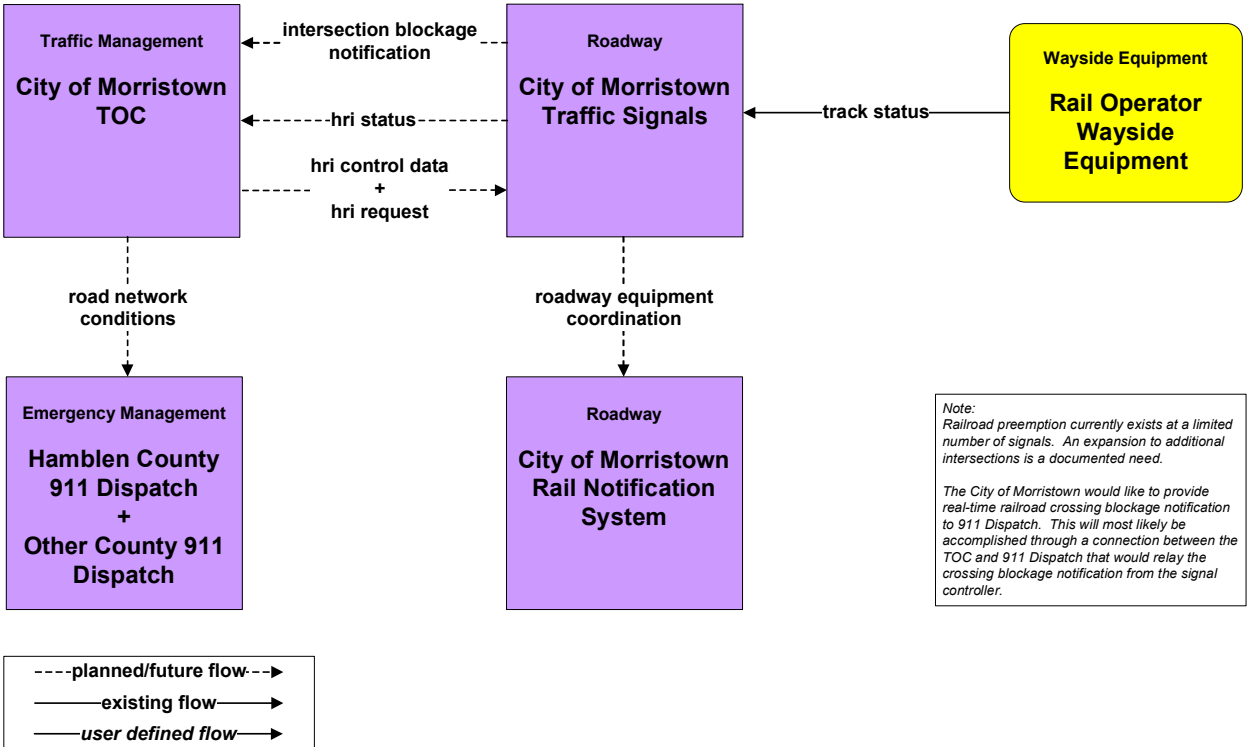 Traffic Management
City of Morristown
TOC
intersection blockage
notification
hri status
hri control data
+
hri request
Roadway
City of Morristown
Traffic Signals
track status
Wayside Equipment
Rail Operator
Wayside
Equipment
road network
conditions
roadway equipment
coordination
Emergency Management
Hamblen County
911 Dispatch
+
Other County 911
Dispatch
Roadway
City of Morristown
Rail Notification
System
Note:
Railroad preemption currently exists at a limited
number of signals.  An expansion to additional
intersections is a documented need.
The City of Morristown would like to provide
real-time railroad crossing blockage notification
to 911 Dispatch.  This will most likely be
accomplished through a connection between the
TOC and 911 Dispatch that would relay the
crossing blockage notification from the signal
controller.
planned/future flow
existing flow
user defined flow